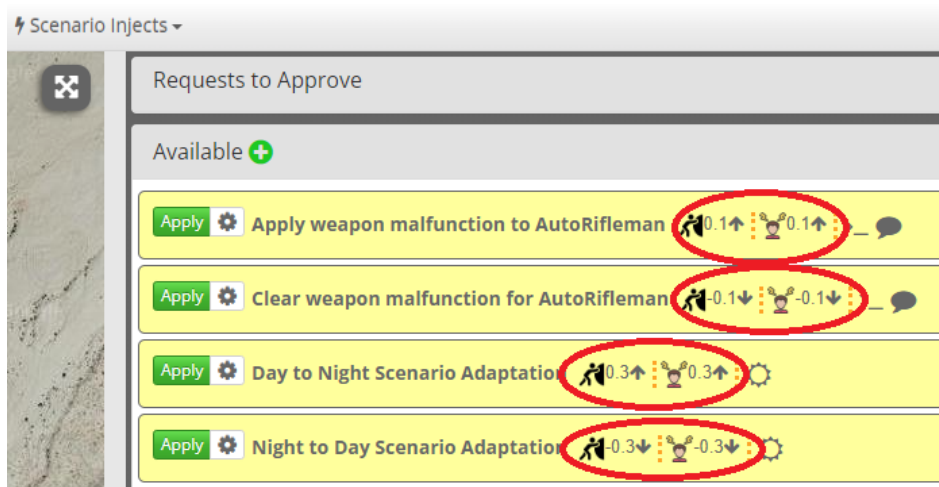 Scenario Injects
Requests to Approve
Available
Apply Apply weapon malfunction to AutoRifleman 0.1 0.1
Apply Clear weapon malfunction for AutoRifleman -0.1 -0.1
Apply Day to Night Scenario Adaptation 0.3 0.3
Apply Night to Day Scenario Adaptation -0.3 -0.3